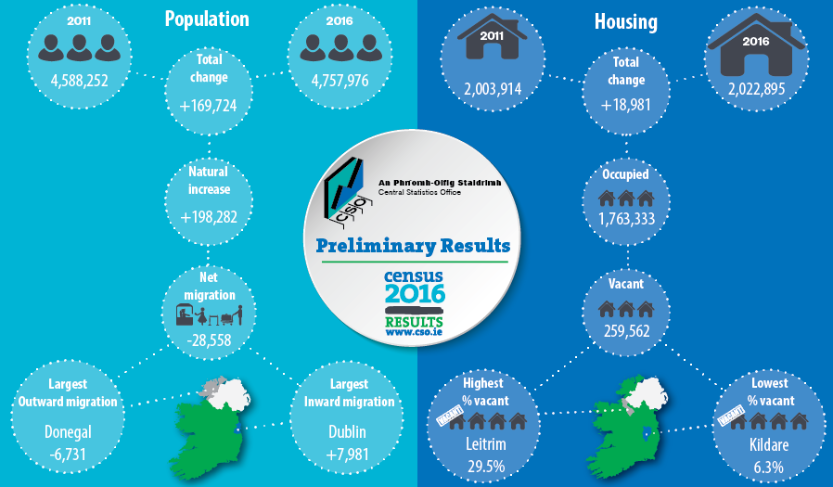 Population
2011
4,588,252
2016
4,757,976
Total
change
+169,724
Natural
increase
+198,282
Net
migration
-28,558
Largest
Outward migration
Donegal
-6,731
Largest
Inward migration
Dublin
+7,981
CSO
An Phríomh-Oifig Staidrimh
Central Statistics Office
Preliminary Results
census
2016
RESULTS
www.cso.ie
Housing
2011
2,003,914
2016
2,022,895
Total
change
+18,981
Occupied
1,763,333
Vacant
259,562
Highest
% vacant
VACANT
Leitrim
29.5%
Lowest
% vacant
VACANT
Kildare
6.3%